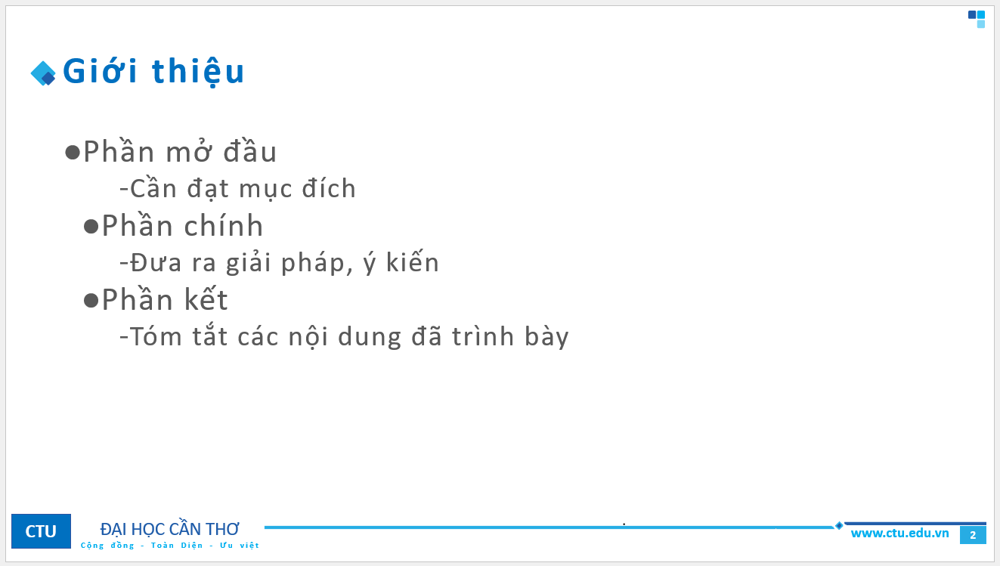 Giới thiệu
●Phần mở đầu
-Cần đạt mục đích
●Phần chính
-Đưa ra giải pháp, ý kiến
●Phần kết
-Tóm tắt các nội dung đã trình bày
CTU
ĐẠI HỌC CẦN THƠ
Cộng đồng - Toàn Diện - Ưu việt
.
www.ctu.edu.vn
2